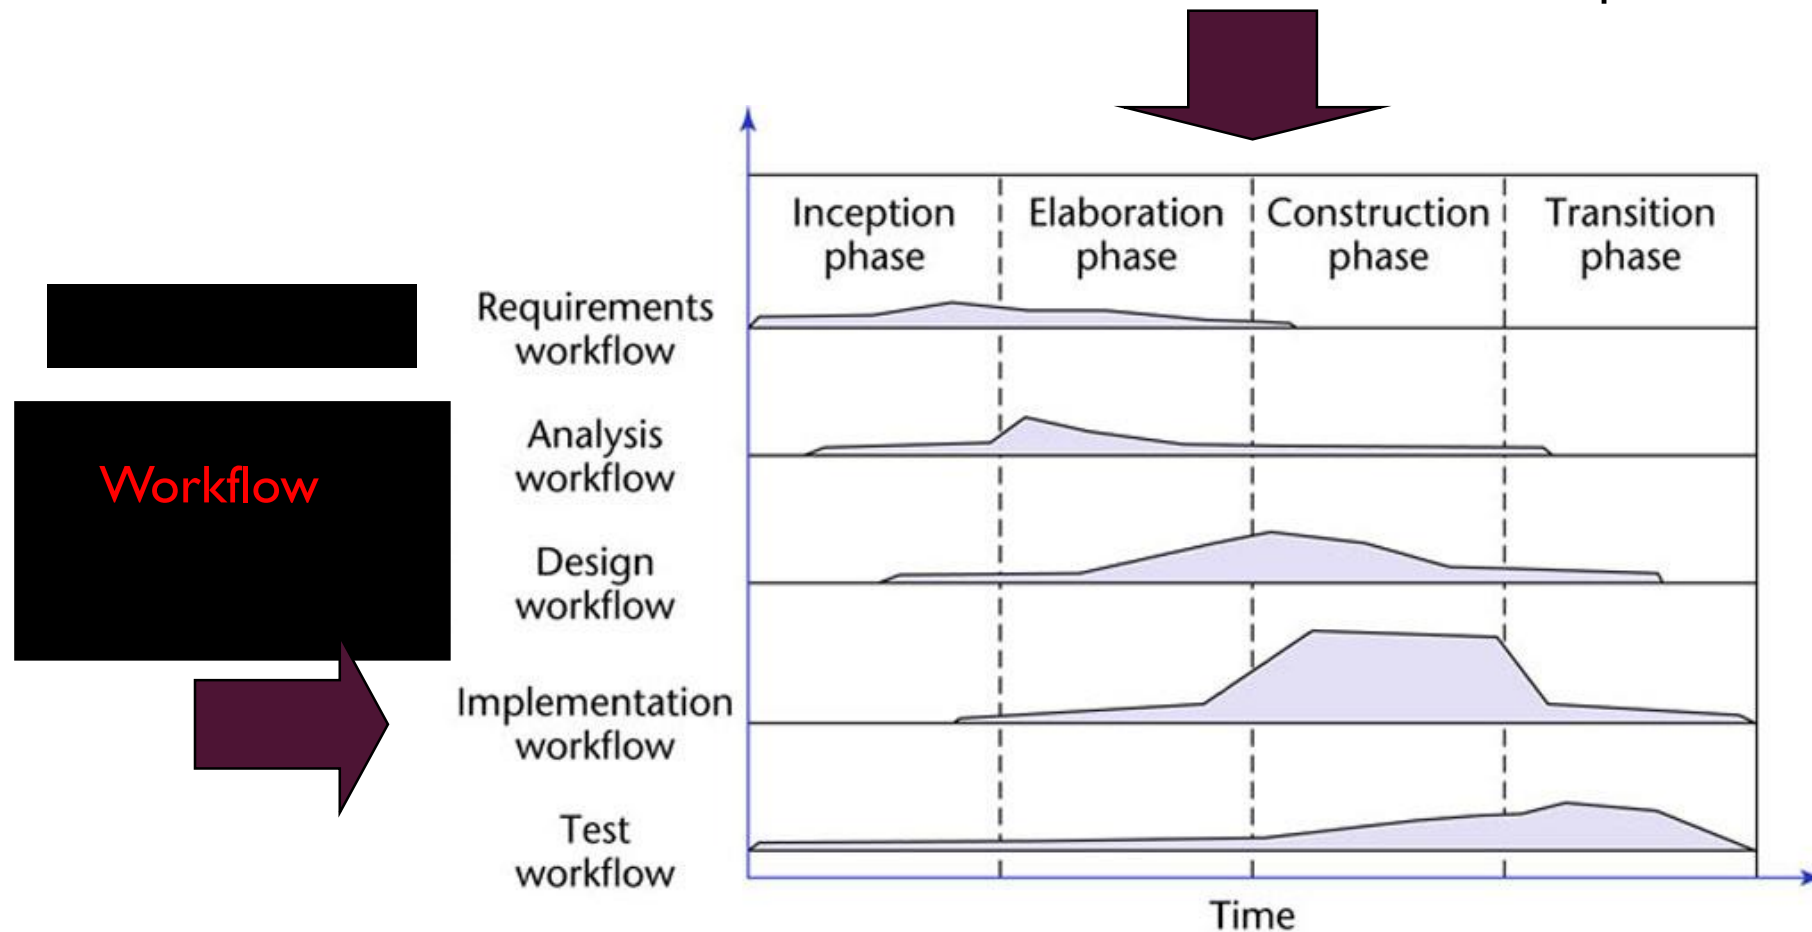 Inception
phase
Elaboration
phase
Construction
phase
Transition
phase
Requirements
workflow
Analysis
workflow
Workflow
Design
workflow
Implementation
workflow
Test
workflow
Time